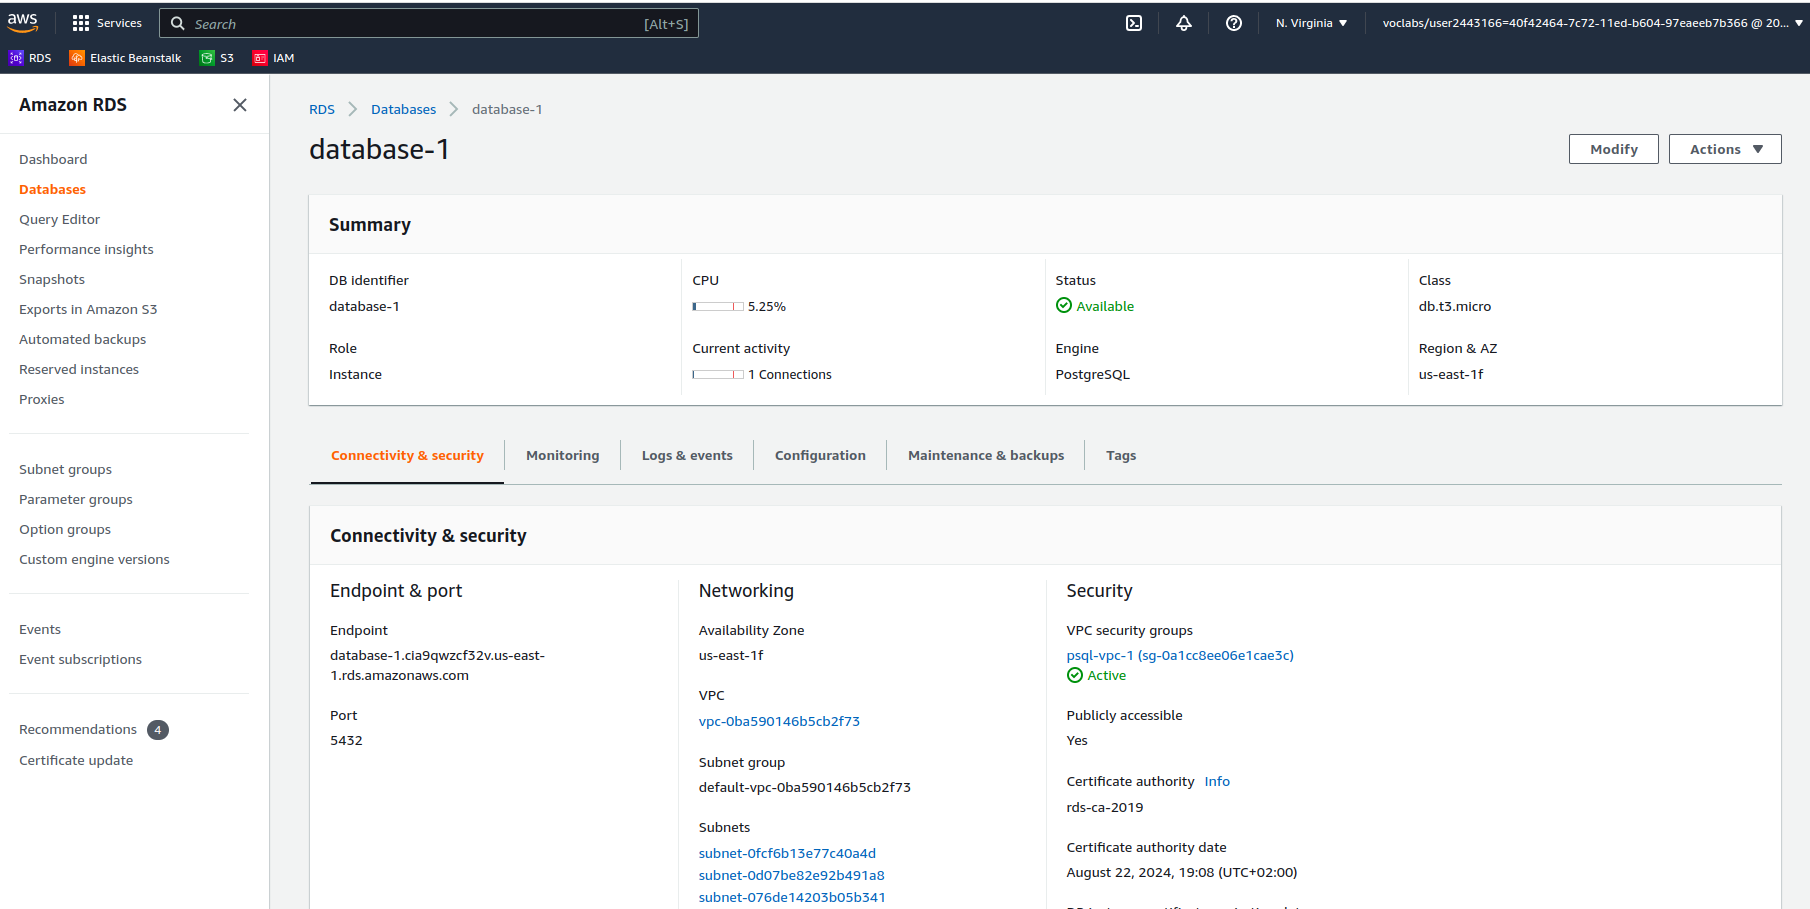 aws
Services
Search [Alt+S]
N. Virginia
voclabs/user2443166=40f42464-7c72-11ed-b604-97eaeeb7b366 @ 20...
RDS
Elastic Beanstalk
S3
IAM
Amazon RDS
Dashboard
Databases
Query Editor
Performance insights
Snapshots
Exports in Amazon S3
Automated backups
Reserved instances
Proxies
Subnet groups
Parameter groups
Option groups
Custom engine versions
Events
Event subscriptions
Recommendations 4
Certificate update
RDS
Databases
database-1
database-1
Modify
Actions
Summary
DB identifier
database-1
Role
Instance
CPU
5.25%
Current activity
1 Connections
Status
Available
Engine
PostgreSQL
Class
db.t3.micro
Region & AZ
us-east-1f
Connectivity & security
Monitoring
Logs & events
Configuration
Maintenance & backups
Tags
Connectivity & security
Endpoint & port
Endpoint
database-1.cia9qwzcf32v.us-east-
1.rds.amazonaws.com
Port
5432
Networking
Availability Zone
us-east-1f
VPC
vpc-0ba590146b5cb2f73
Subnet group
default-vpc-0ba590146b5cb2f73
Subnets
subnet-0fcf6b13e77c40a4d
subnet-0d07be82e92b491a8
subnet-076de14203b05b341
Security
VPC security groups
psql-vpc-1 (sg-0a1cc8ee06e1cae3c)
Active
Publicly accessible
Yes
Certificate authority Info
rds-ca-2019
Certificate authority date
August 22, 2024, 19:08 (UTC+02:00)